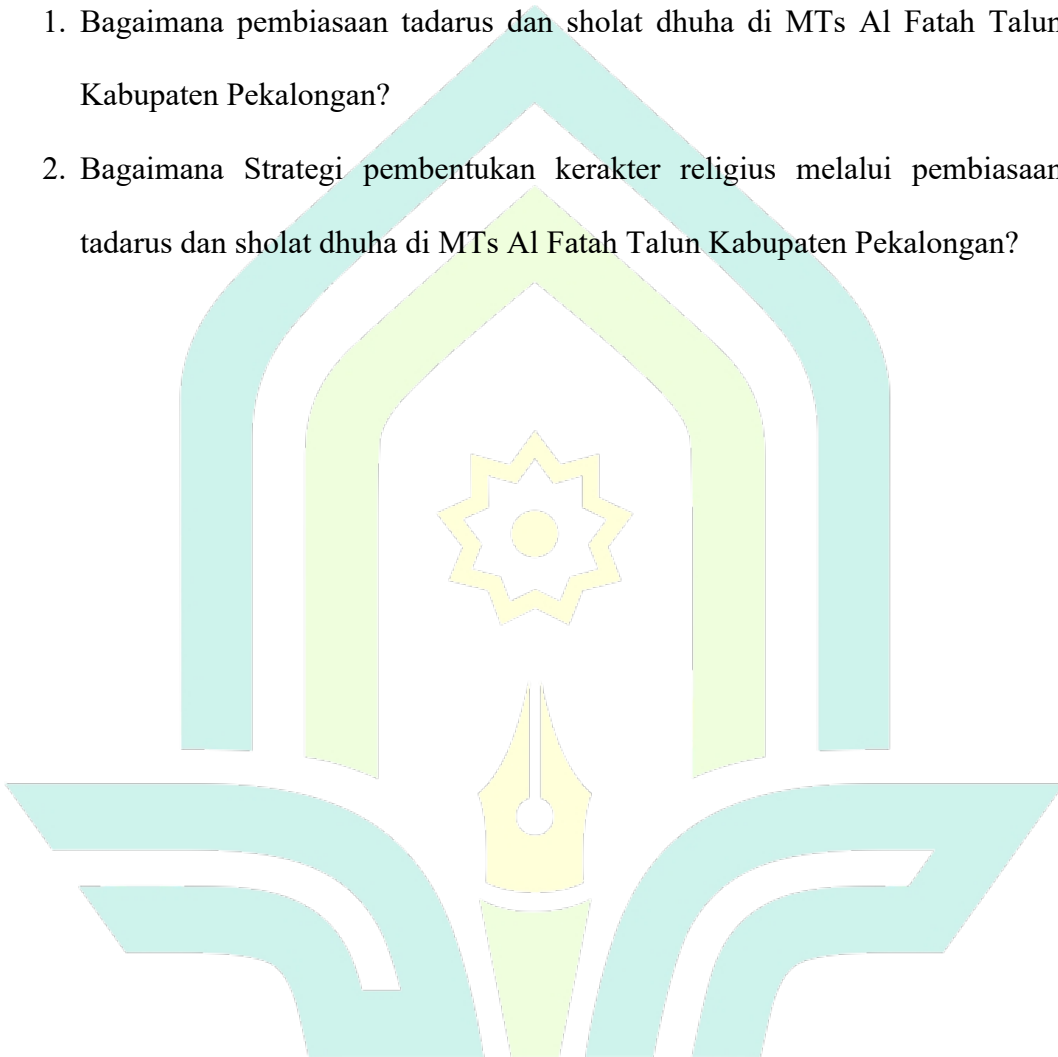 1. Bagaimana pembiasaan tadarus dan sholat dhuha di MTs Al Fatah Talun
Kabupaten Pekalongan?
2. Bagaimana Strategi pembentukan kerakter religius melalui pembiasaan
tadarus dan sholat dhuha di MTs Al Fatah Talun Kabupaten Pekalongan?